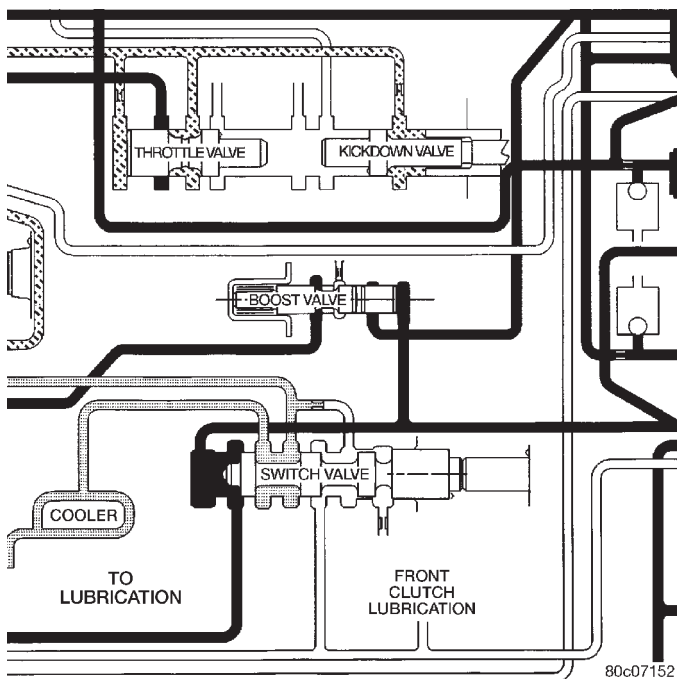 THROTTLE VALVE
KICKDOWN VALVE
BOOST VALVE
SWITCH VALVE
COOLER
TO
LUBRICATION
FRONT
CLUTCH
LUBRICATION
80c07152